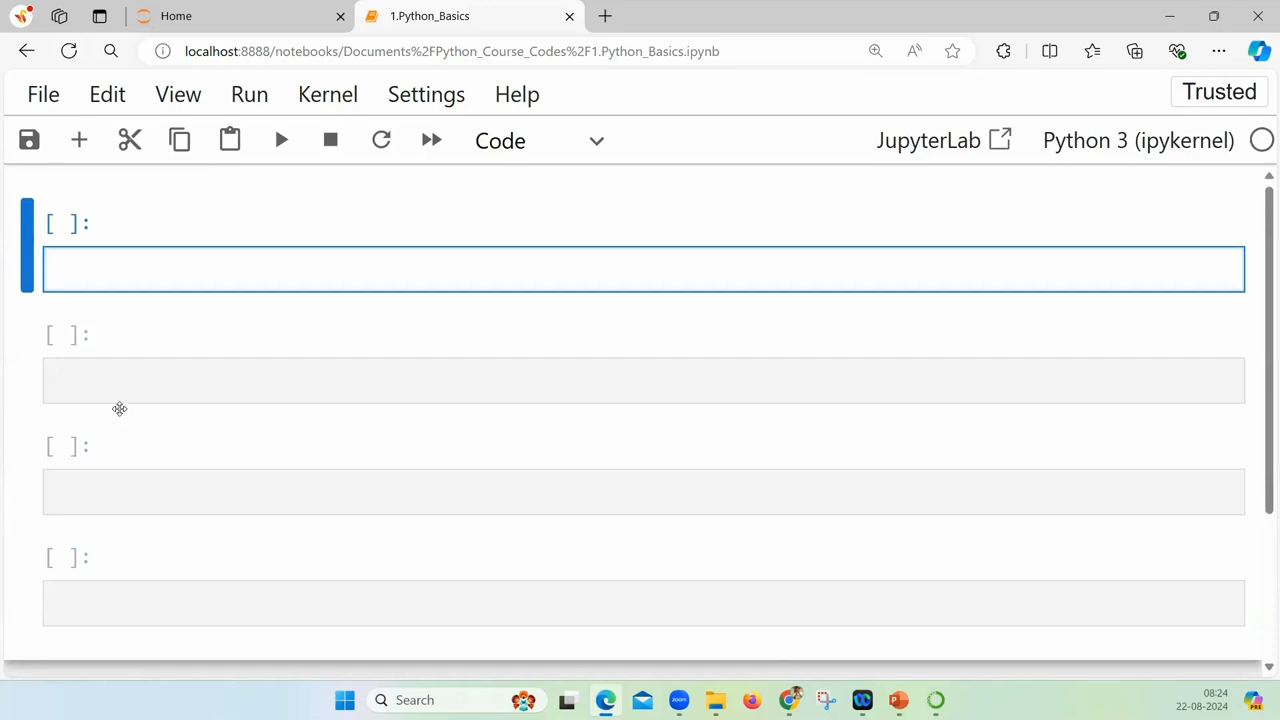 Home
1.Python_Basics
localhost:8888/notebooks/Documents%2FPython_Course_Codes%2F1.Python_Basics.ipynb
File Edit View Run Kernel Settings Help
Trusted
Code
JupyterLab
Python 3 (ipykernel)
[ ]:
[ ]:
[ ]:
[ ]:
Search
08:24
22-08-2024